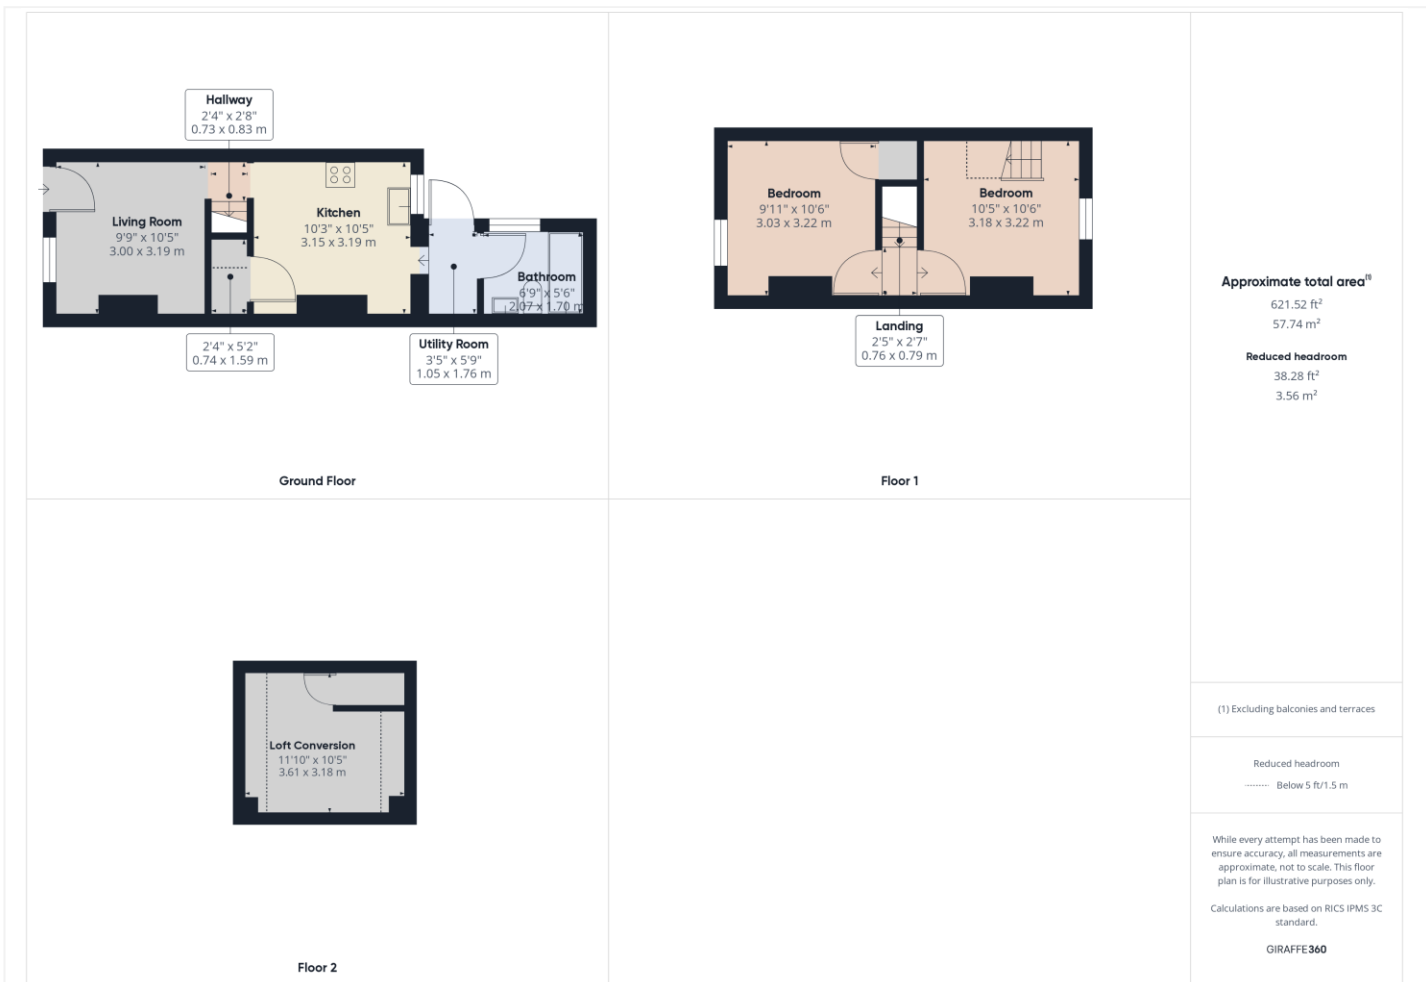 Hallway
2'4" x 2'8"
0.73 x 0.83 m
Living Room
9'9" x 10'5"
3.00 x 3.19 m
Kitchen
10'3" x 10'5"
3.15 x 3.19 m
Bathroom
6'9" x 5'6"
2.07 x 1.70 m
2'4" x 5'2"
0.74 x 1.59 m
Utility Room
3'5" x 5'9"
1.05 x 1.76 m
Ground Floor
Bedroom
9'11" x 10'6"
3.03 x 3.22 m
Bedroom
10'5" x 10'6"
3.18 x 3.22 m
Landing
2'5" x 2'7"
0.76 x 0.79 m
Floor 1
Loft Conversion
11'10" x 10'5"
3.61 x 3.18 m
Floor 2
Approximate total area⁽¹⁾
621.52 ft²
57.74 m²
Reduced headroom
38.28 ft²
3.56 m²
(1) Excluding balconies and terraces
Reduced headroom
Below 5 ft/1.5 m
While every attempt has been made to
ensure accuracy, all measurements are
approximate, not to scale. This floor
plan is for illustrative purposes only.
Calculations are based on RICS IPMS 3C
standard.
GIRAFFE360